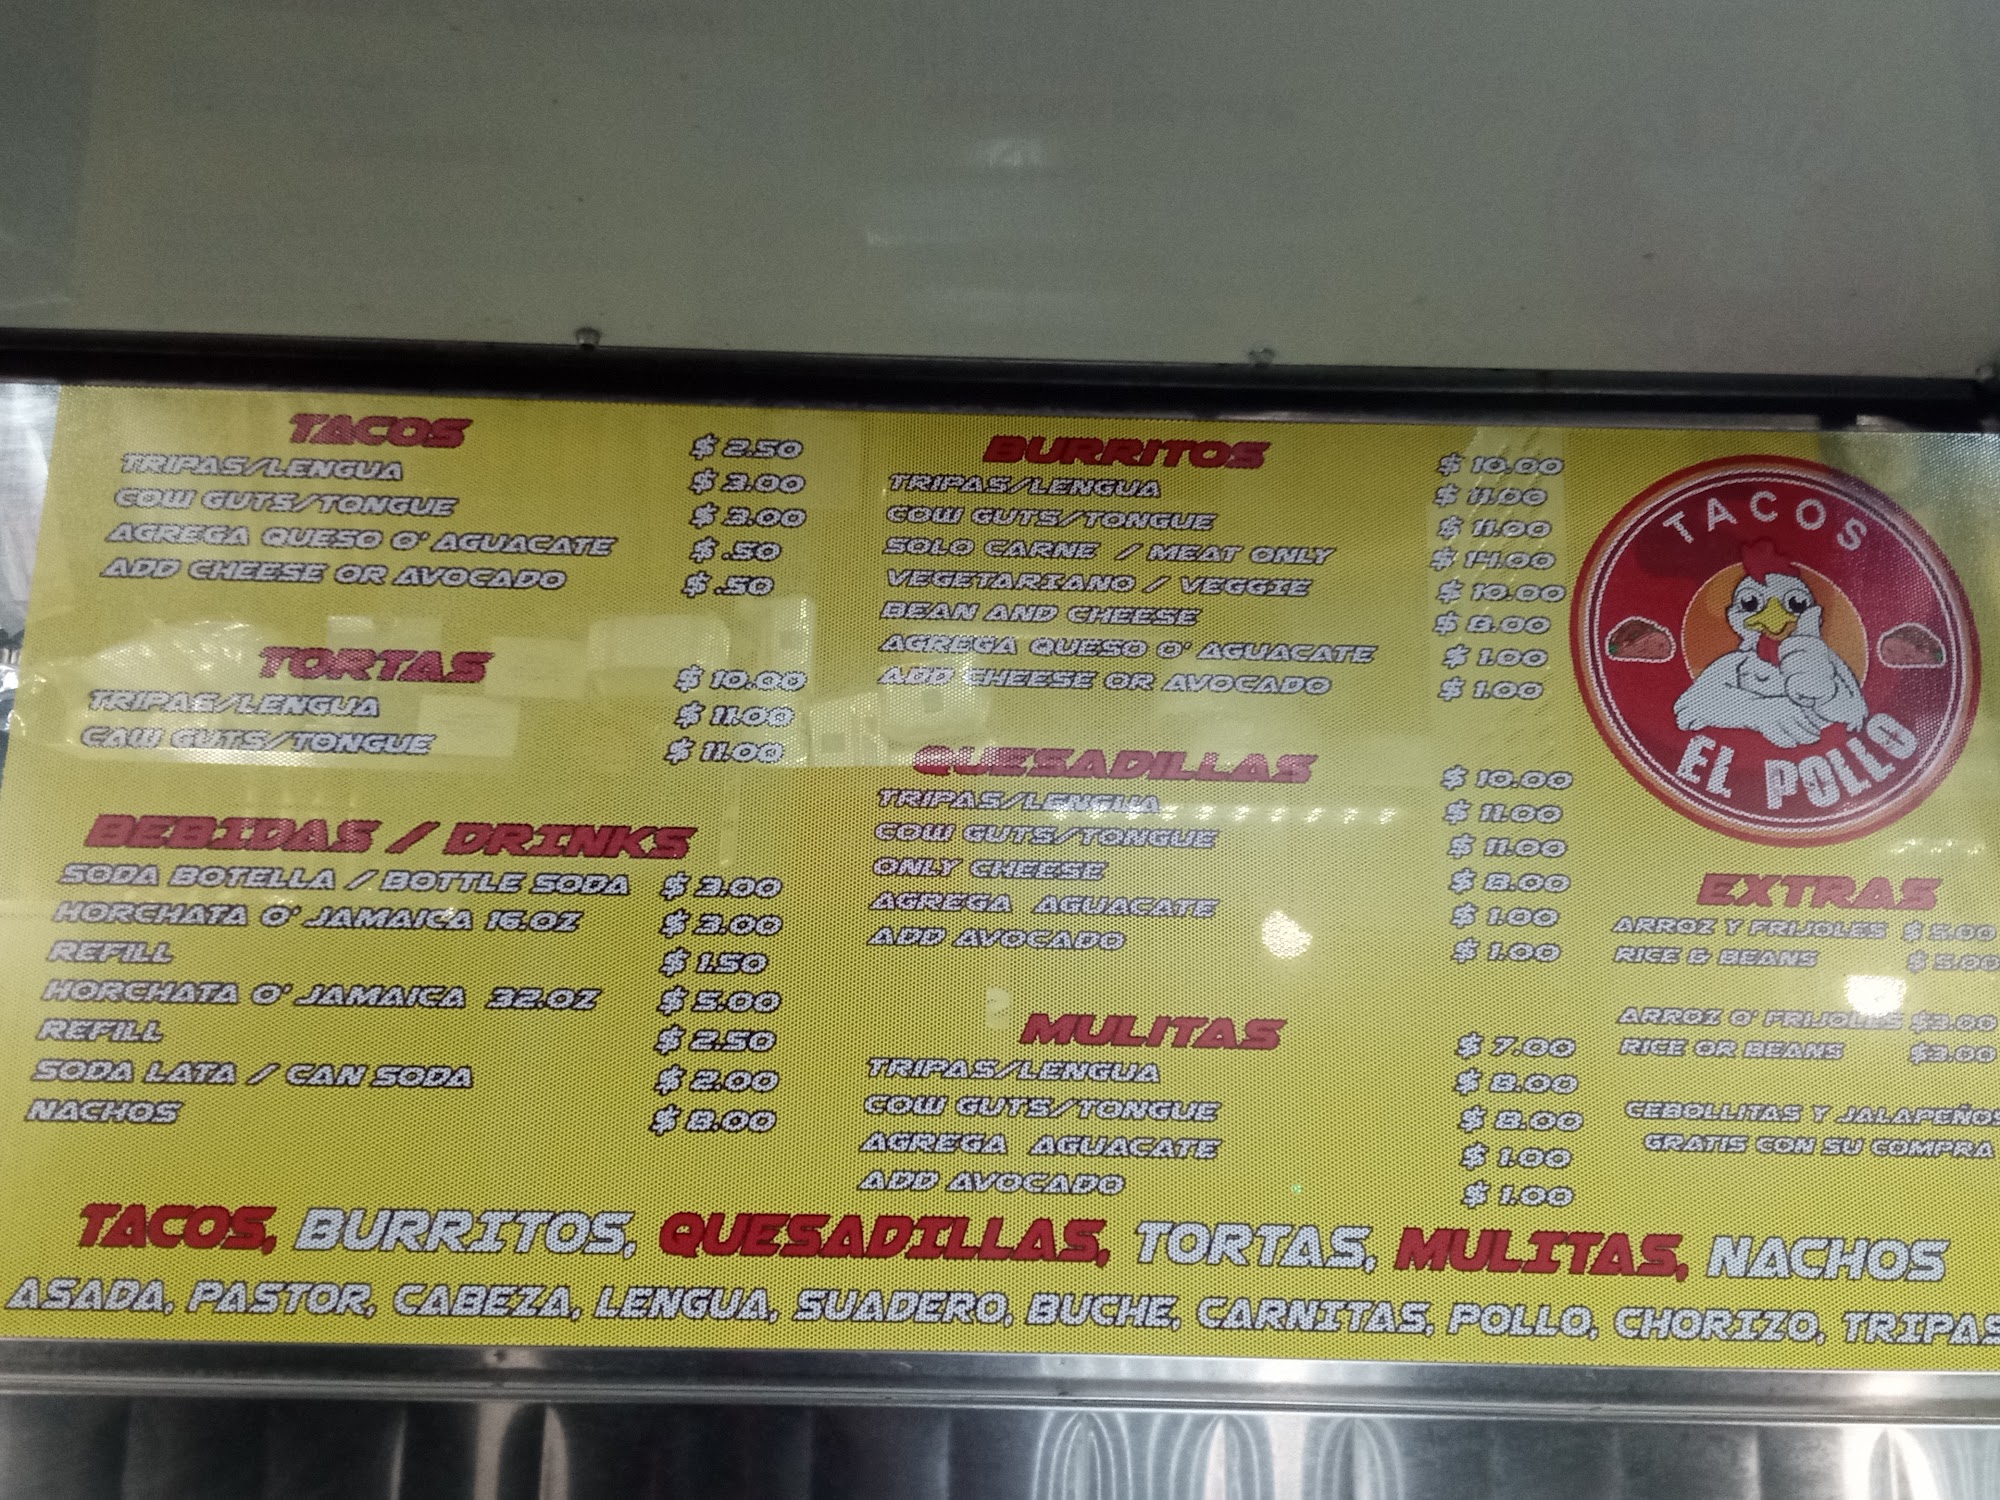 TACOS $ 2.50
TRIPAS/LENGUA $ 3.00
COW GUTS/TONGUE $ 3.00
AGREGA QUESO O' AGUACATE $ .50
ADD CHEESE OR AVOCADO $ .50
TORTAS $ 10.00
TRIPAS/LENGUA $ 11.00
CAW GUTS/TONGUE $ 11.00
BEBIDAS / DRINKS
SODA BOTELLA / BOTTLE SODA $ 3.00
HORCHATA O' JAMAICA 16.OZ $ 3.00
REFILL $ 1.50
HORCHATA O' JAMAICA 32.OZ $ 5.00
REFILL $ 2.50
SODA LATA / CAN SODA $ 2.00
NACHOS $ 8.00
BURRITOS $ 10.00
TRIPAS/LENGUA $ 11.00
COW GUTS/TONGUE $ 11.00
SOLO CARNE / MEAT ONLY $ 14.00
VEGETARIANO / VEGGIE $ 10.00
BEAN AND CHEESE $ 8.00
AGREGA QUESO O' AGUACATE $ 1.00
ADD CHEESE OR AVOCADO $ 1.00
QUESADILLAS $ 10.00
TRIPAS/LENGUA $ 11.00
COW GUTS/TONGUE $ 11.00
ONLY CHEESE $ 8.00
AGREGA AGUACATE $ 1.00
ADD AVOCADO $ 1.00
MULITAS $ 7.00
TRIPAS/LENGUA $ 8.00
COW GUTS/TONGUE $ 8.00
AGREGA AGUACATE $ 1.00
ADD AVOCADO $ 1.00
TACOS
EL POLLO
EXTRAS
ARROZ Y FRIJOLES $ 5.00
RICE & BEANS $ 5.00
ARROZ O' FRIJOLES $3.00
RICE OR BEANS $3.00
CEBOLLITAS Y JALAPEÑOS
GRATIS CON SU COMPRA
TACOS, BURRITOS, QUESADILLAS, TORTAS, MULITAS, NACHOS
ASADA, PASTOR, CABEZA, LENGUA, SUADERO, BUCHE, CARNITAS, POLLO, CHORIZO, TRIPAS